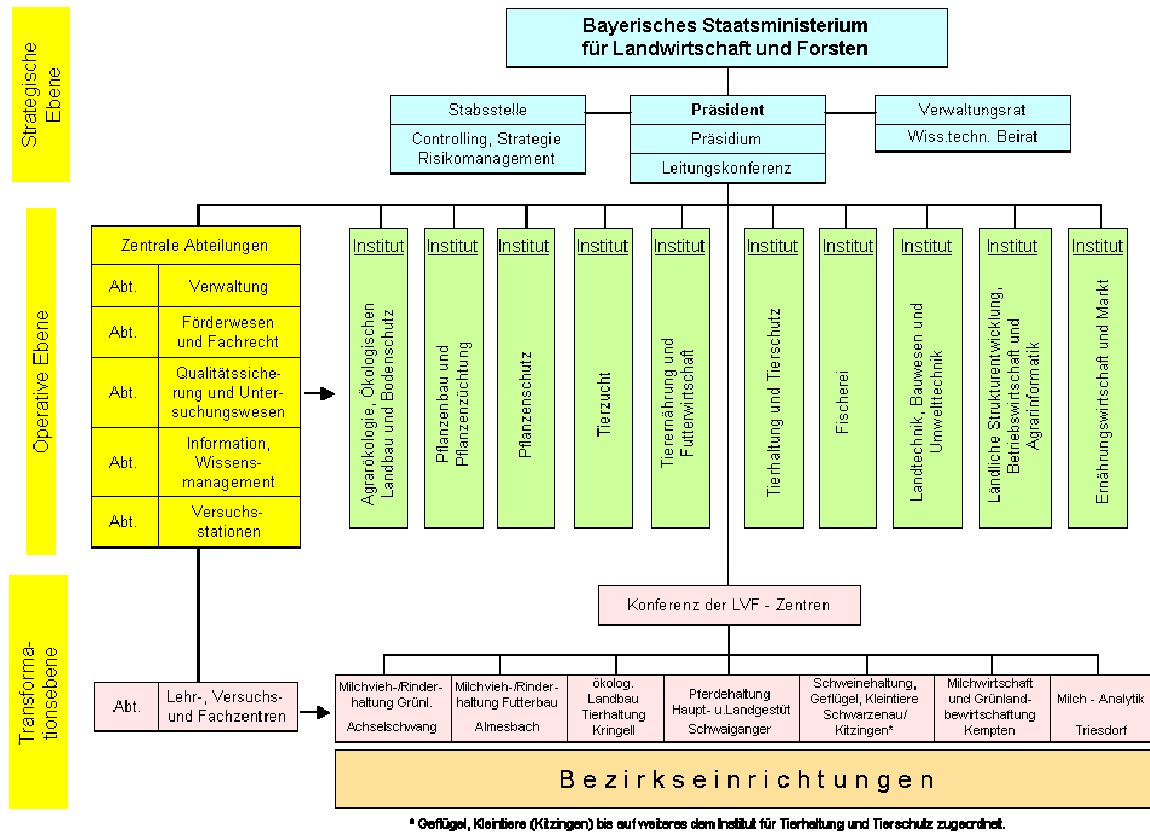 Strategische
Ebene
Bayerisches Staatsministerium
für Landwirtschaft und Forsten
Stabsstelle
Controlling, Strategie
Risikomanagement
Präsident
Präsidium
Leitungskonferenz
Verwaltungsrat
Wiss.techn. Beirat
Operative Ebene
Zentrale Abteilungen
Abt.
Verwaltung
Abt.
Förderwesen
und Fachrecht
Abt.
Qualitätssiche-
rung und Unter-
suchungswesen
Abt.
Information,
Wissens-
management
Abt.
Versuchs-
stationen
Institut
Agrarökologie, Ökologischen
Landbau und Bodenschutz
Institut
Pflanzenbau und
Pflanzenzüchtung
Institut
Pflanzenschutz
Institut
Tierzucht
Institut
Tierernährung und
Futterwirtschaft
Institut
Tierhaltung und Tierschutz
Institut
Fischerei
Institut
Landtechnik, Bauwesen und
Umwelttechnik
Institut
Ländliche Strukturentwicklung,
Betriebswirtschaft und
Agrarinformatik
Institut
Ernährungswirtschaft und Markt
Transforma-
tionsebene
Konferenz der LVF - Zentren
Abt.
Lehr-, Versuchs-
und Fachzentren
Milchvieh-/Rinder-
haltung Grünl.
Achselschwang
Milchvieh-/Rinder-
haltung Futterbau
Almesbach
ökolog.
Landbau
Tierhaltung
Kringell
Pferdehaltung
Haupt- u.Landgestüt
Schwaiganger
Schweinehaltung,
Geflügel, Kleintiere
Schwarzenau/
Kitzingen*
Milchwirtschaft
und Grünland-
bewirtschaftung
Kempten
Milch - Analytik
Triesdorf
Bezirkseinrichtungen
* Geflügel, Kleintiere (Kitzingen) bis auf weiteres dem Institut für Tierhaltung und Tierschutz zugeordnet.